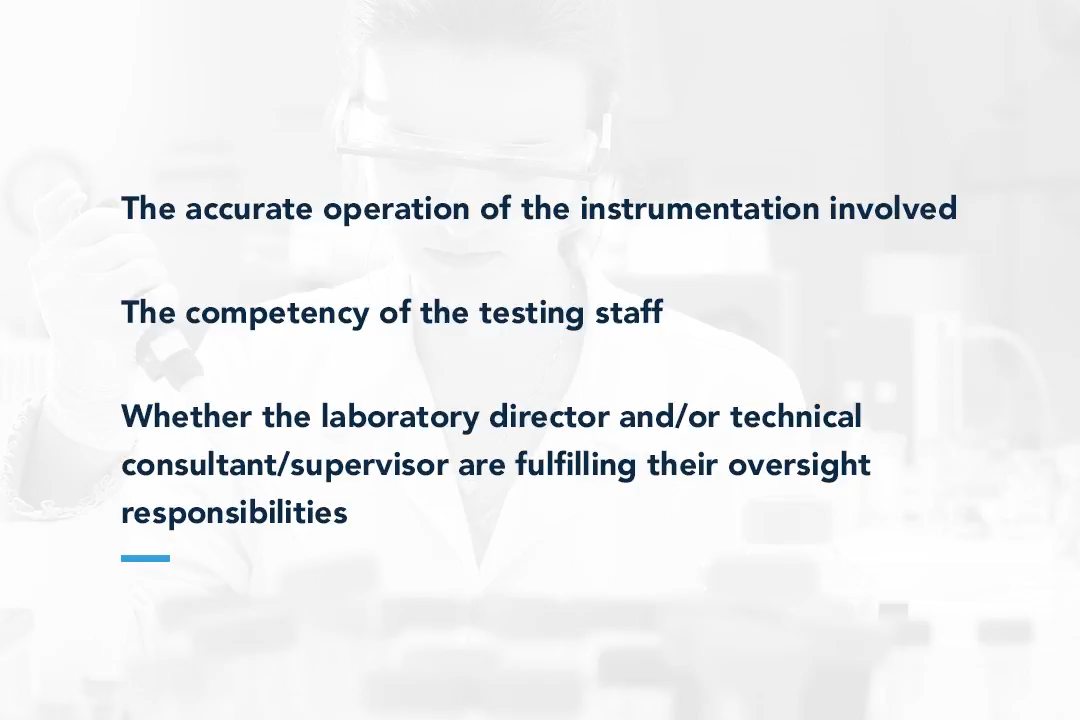 The accurate operation of the instrumentation involved
The competency of the testing staff
Whether the laboratory director and/or technical
consultant/supervisor are fulfilling their oversight
responsibilities